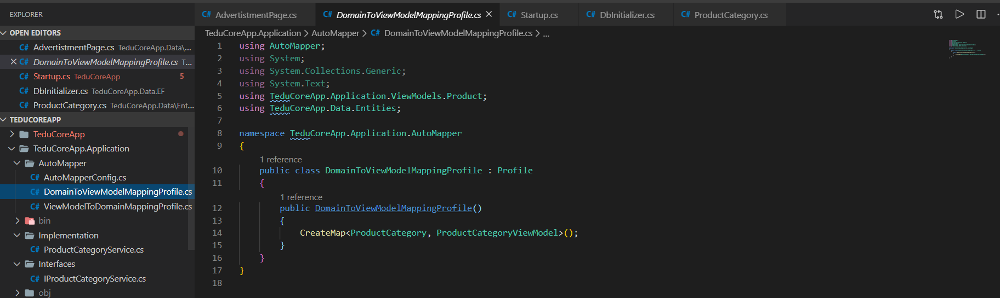 EXPLORER
OPEN EDITORS
C# AdvertistmentPage.cs TeduCoreApp.Data\...
C# DomainToViewModelMappingProfile.cs T...
C# Startup.cs TeduCoreApp 5
C# DbInitializer.cs TeduCoreApp.Data.EF
C# ProductCategory.cs TeduCoreApp.Data\Ent...
TEDUCOREAPP
TeduCoreApp
TeduCoreApp.Application
AutoMapper
C# AutoMapperConfig.cs
C# DomainToViewModelMappingProfile.cs
C# ViewModelToDomainMappingProfile.cs
bin
Implementation
C# ProductCategoryService.cs
Interfaces
C# IProductCategoryService.cs
obj
C# AdvertistmentPage.cs C# DomainToViewModelMappingProfile.cs C# Startup.cs C# DbInitializer.cs C# ProductCategory.cs
TeduCoreApp.Application > AutoMapper > C# DomainToViewModelMappingProfile.cs > ...
1 using AutoMapper;
2 using System;
3 using System.Collections.Generic;
4 using System.Text;
5 using TeduCoreApp.Application.ViewModels.Product;
6 using TeduCoreApp.Data.Entities;
7
8 namespace TeduCoreApp.Application.AutoMapper
9 {
1 reference
10 public class DomainToViewModelMappingProfile : Profile
11 {
1 reference
12 public DomainToViewModelMappingProfile()
13 {
14 CreateMap<ProductCategory, ProductCategoryViewModel>();
15 }
16 }
17 }
18